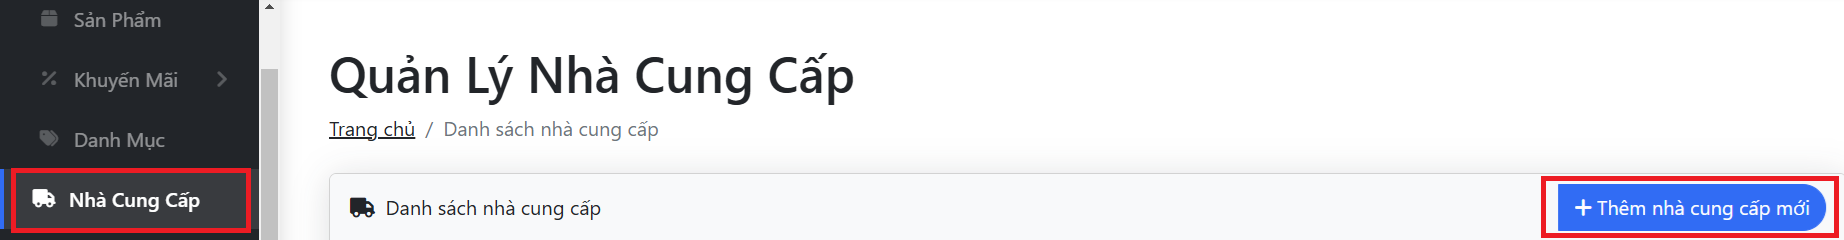 Sản Phẩm
Khuyến Mãi
Danh Mục
Nhà Cung Cấp
Quản Lý Nhà Cung Cấp
Trang chủ / Danh sách nhà cung cấp
Danh sách nhà cung cấp
+ Thêm nhà cung cấp mới